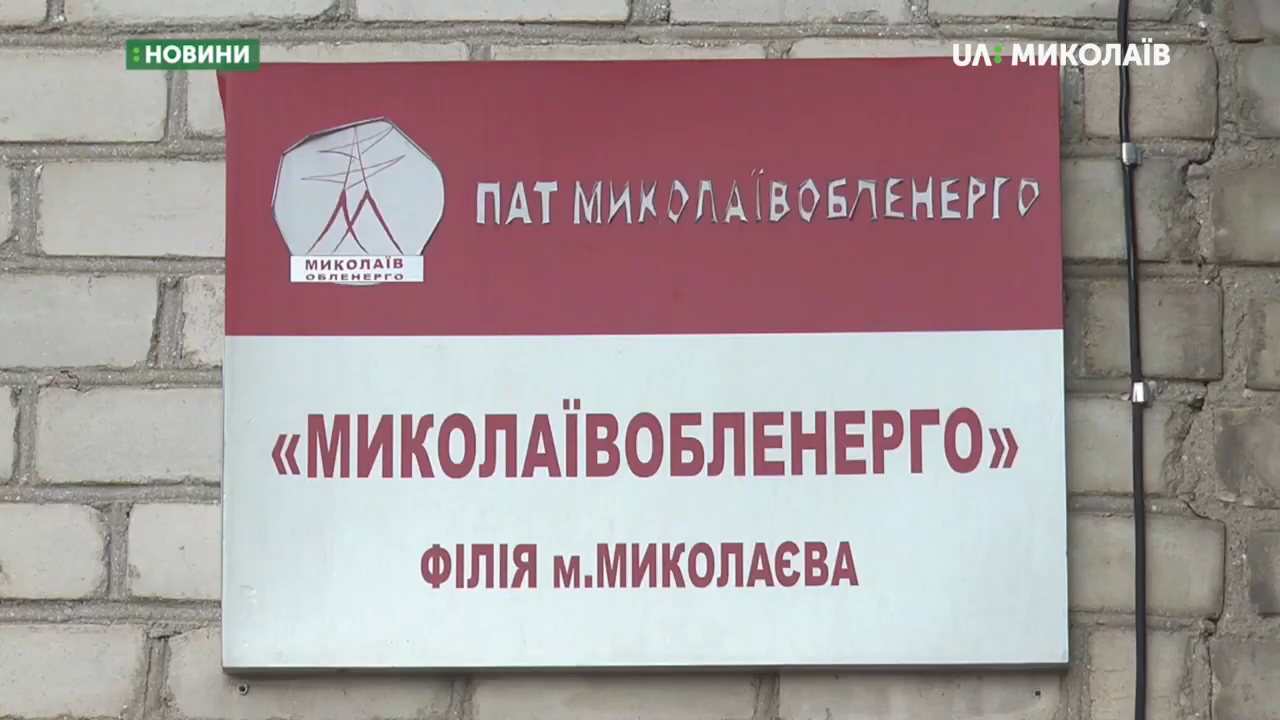 :НОВИНИ
UA: МИКОЛАЇВ
ПАТ МИКОЛАЇВОБЛЕНЕРГО
МИКОЛАЇВ
ОБЛЕНЕРГО
«МИКОЛАЇВОБЛЕНЕРГО»
ФІЛІЯ м.МИКОЛАЄВА